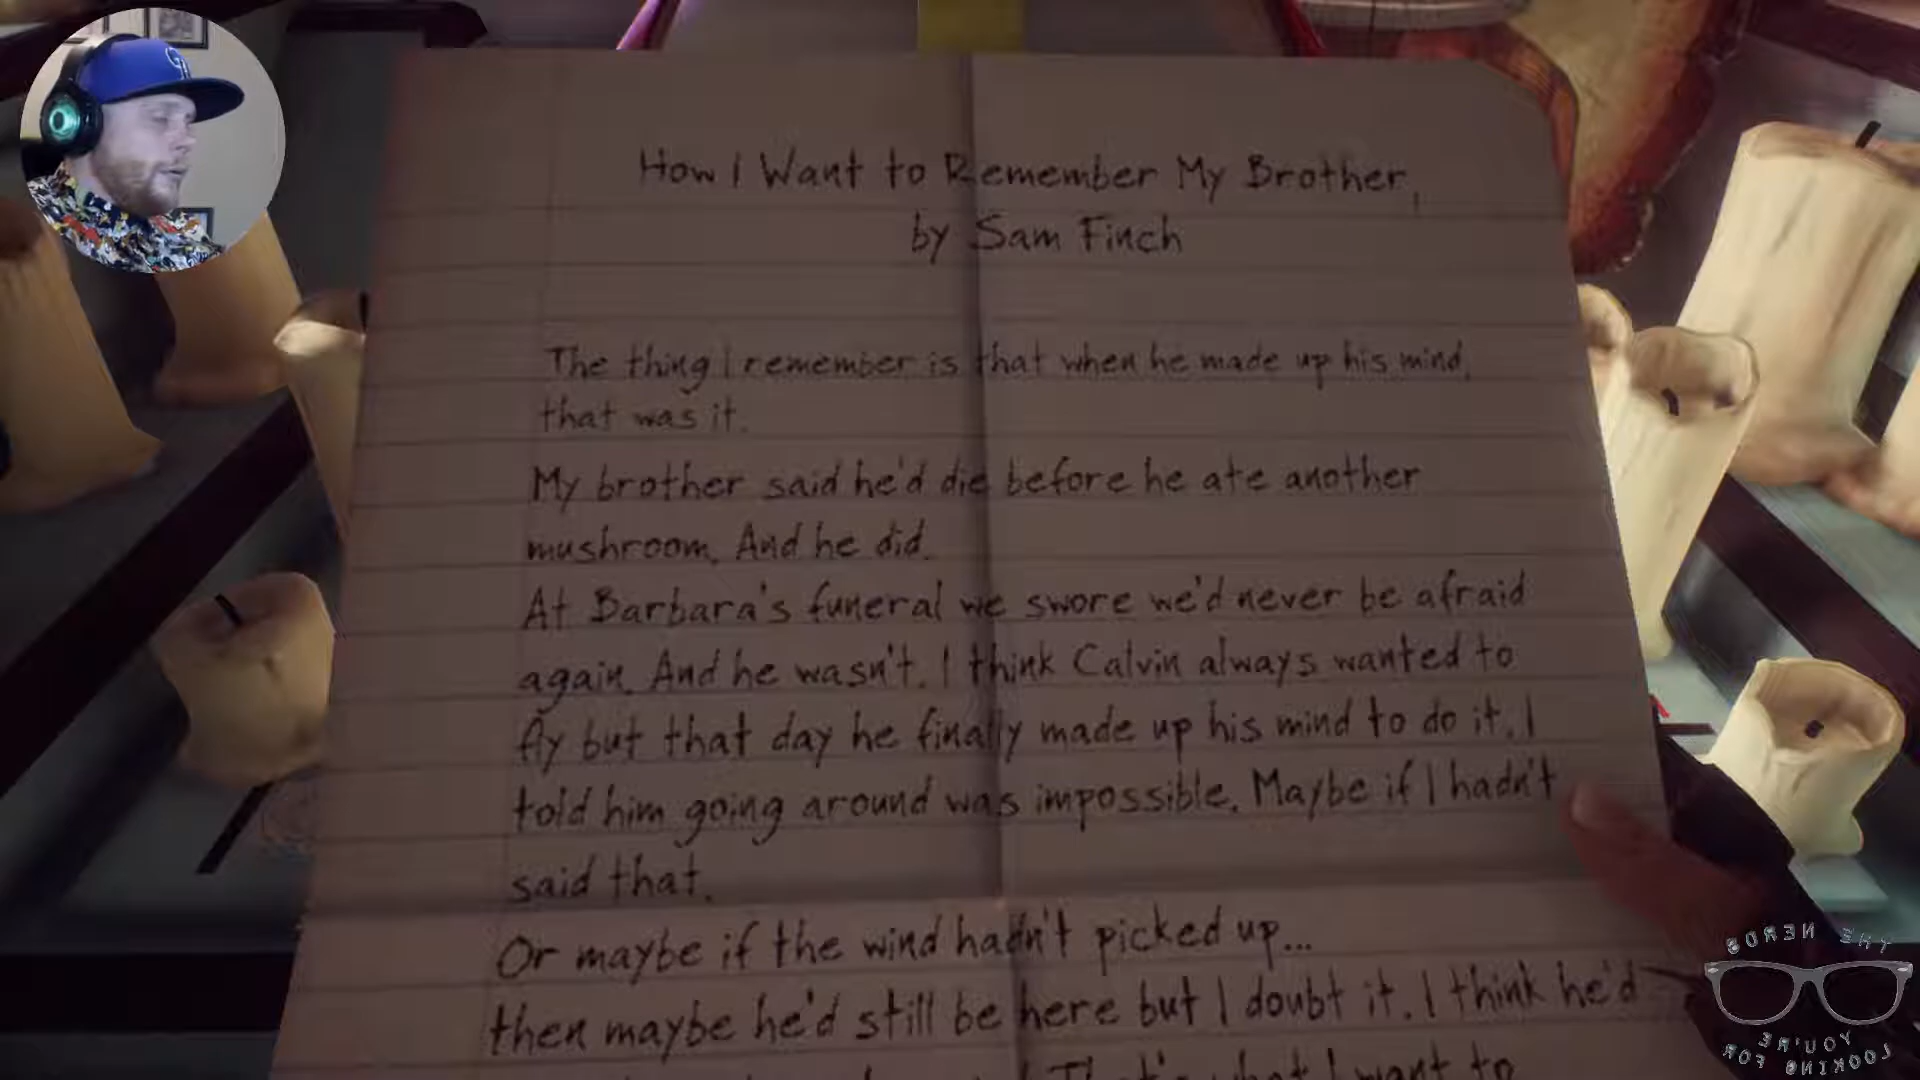 How I Want to Remember My Brother,
by Sam Finch
The thing I remember is that when he made up his mind,
that was it.
My brother said he'd die before he ate another
mushroom. And he did.
At Barbara's funeral we swore we'd never be afraid
again. And he wasn't. I think Calvin always wanted to
fly but that day he finally made up his mind to do it. I
told him going around was impossible. Maybe if I hadn't
said that.
Or maybe if the wind hadn't picked up...
then maybe he'd still be here but I doubt it. I think he'd
That's what I want to
THE NERDS
YOU'RE
LOOKING FOR